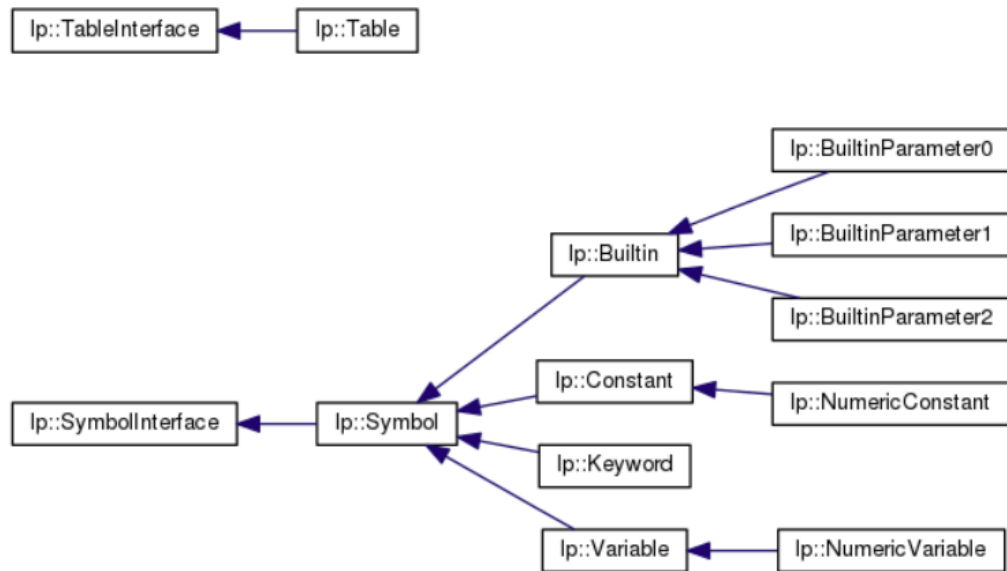 lp::TableInterface
lp::Table
lp::BuiltinParameter0
lp::BuiltinParameter1
lp::Builtin
lp::BuiltinParameter2
lp::Constant
lp::NumericConstant
lp::SymbolInterface
lp::Symbol
lp::Keyword
lp::Variable
lp::NumericVariable